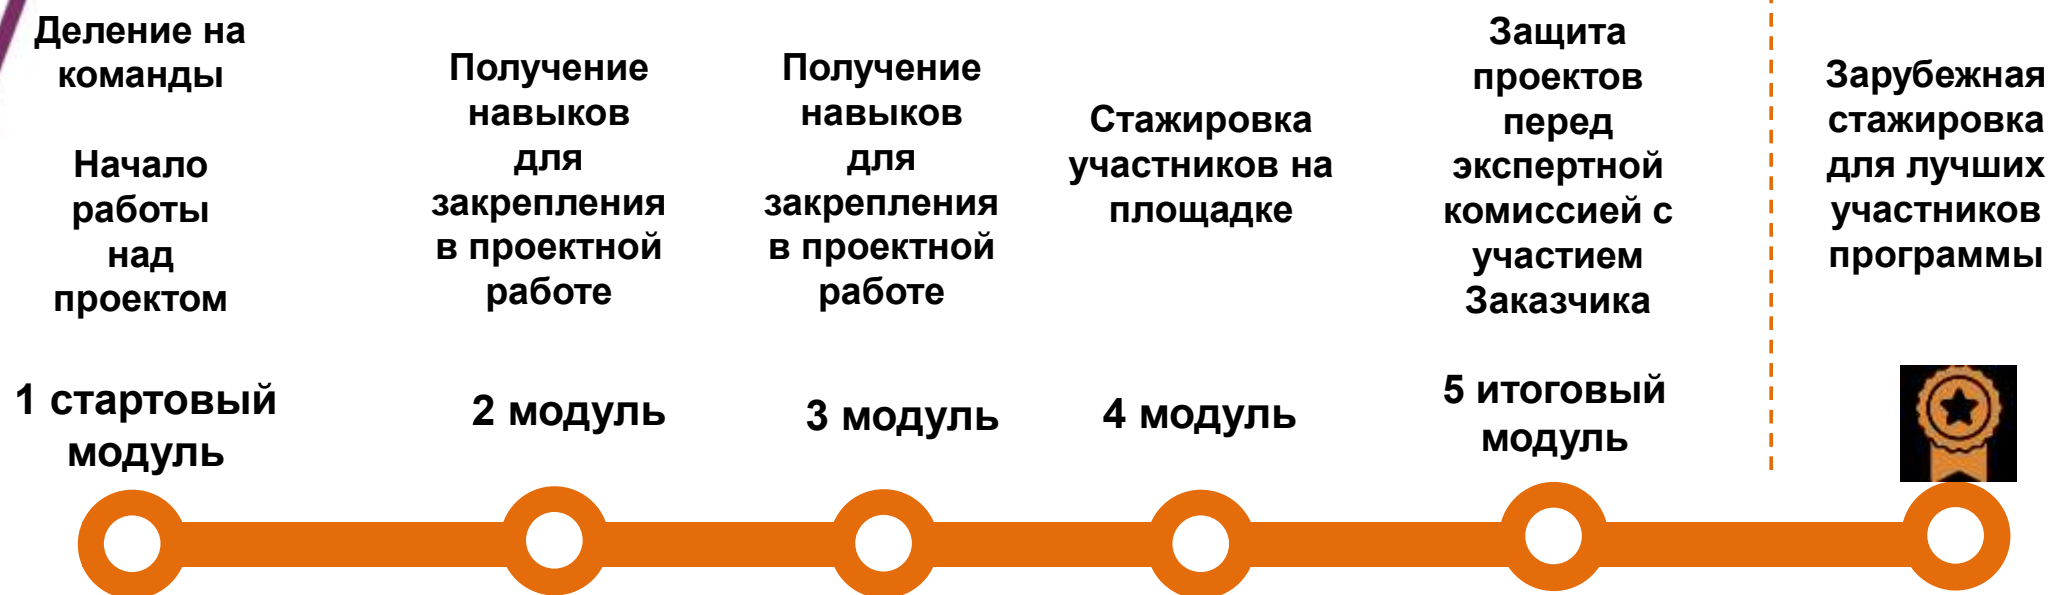 Деление на
команды
Начало
работы
над
проектом
1 стартовый
модуль
Получение
навыков
для
закрепления
в проектной
работе
2 модуль
Получение
навыков
для
закрепления
в проектной
работе
3 модуль
Стажировка
участников на
площадке
4 модуль
Защита
проектов
перед
экспертной
комиссией с
участием
Заказчика
5 итоговый
модуль
Зарубежная
стажировка
для лучших
участников
программы